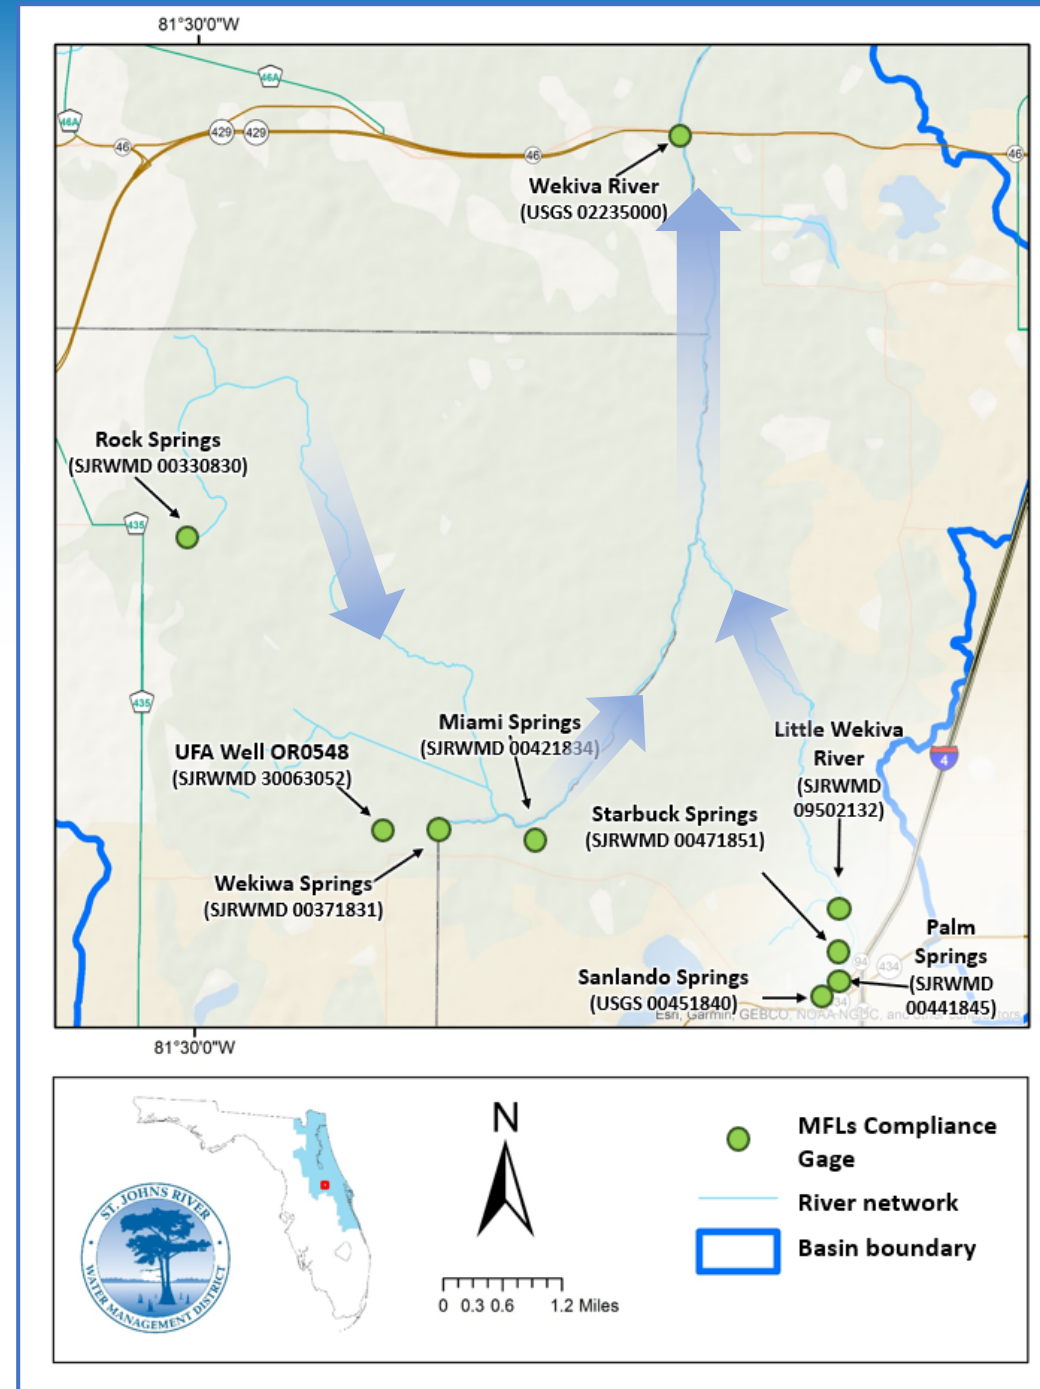 81°30'0"W
46A
46A
429
429
46
46
46
Wekiva River
(USGS 02235000)
Rock Springs
(SJRWMD 00330830)
435
435
Miami Springs
(SJRWMD 00421834)
UFA Well OR0548
(SJRWMD 30063052)
Little Wekiva
River
(SJRWMD
09502132)
4
Starbuck Springs
(SJRWMD 00471851)
Wekiwa Springs
(SJRWMD 00371831)
Palm
Springs
(SJRWMD
00441845)
94
434
Sanlando Springs
(USGS 00451840)
Esri, Garmin, GEBCO, NOAA NGDC, and other contributors
81°30'0"W
N
MFLs Compliance
Gage
River network
Basin boundary
0 0.3 0.6 1.2 Miles
ST. JOHNS RIVER
WATER MANAGEMENT DISTRICT